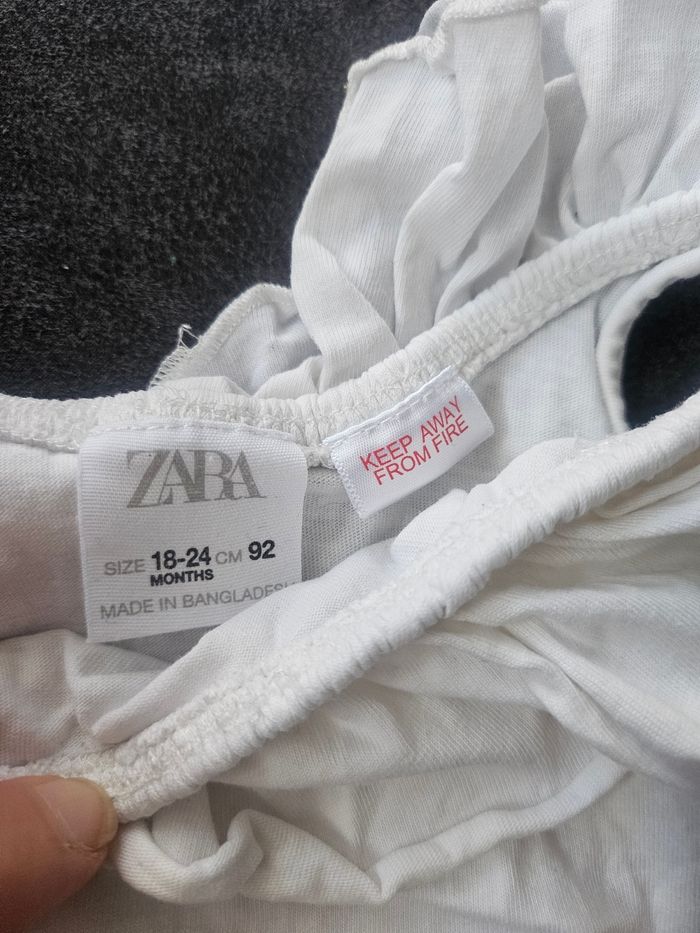 ZARA
SIZE 18-24 CM 92
MONTHS
MADE IN BANGLADESH
KEEP AWAY
FROM FIRE